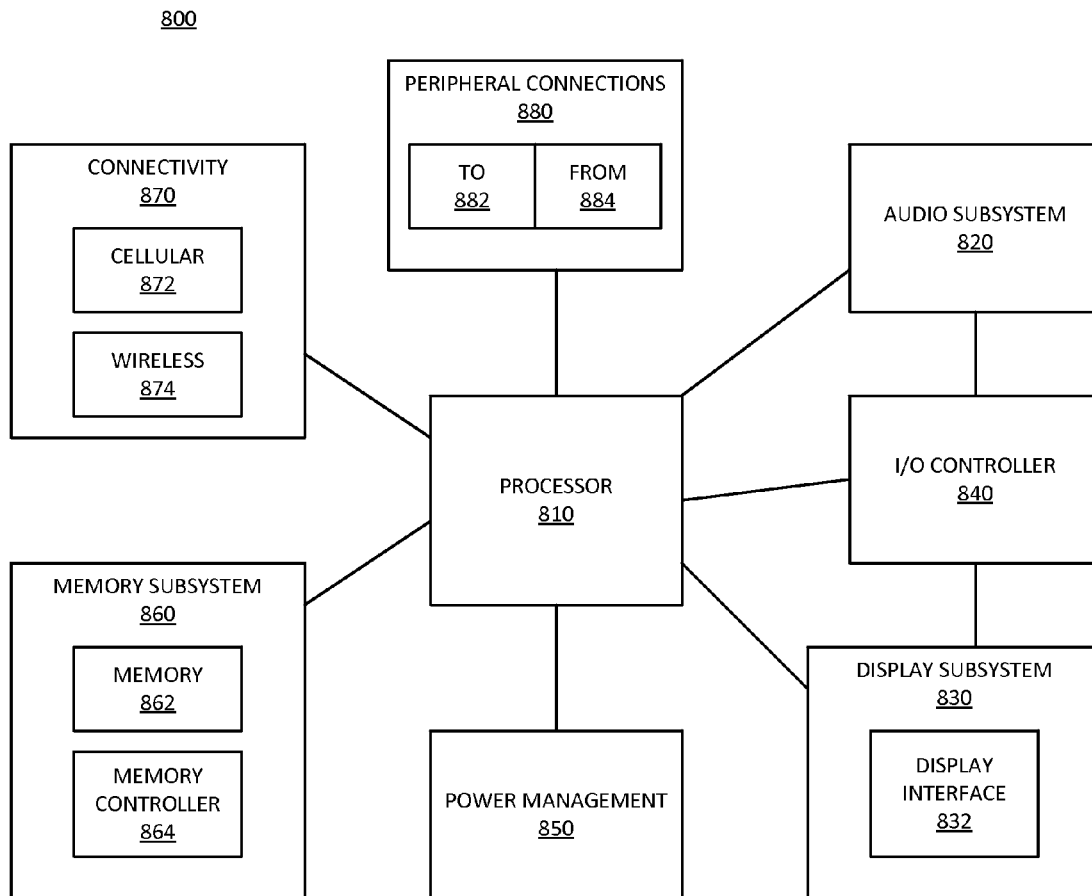 800
PERIPHERAL CONNECTIONS
880
TO
882
FROM
884
CONNECTIVITY
870
CELLULAR
872
WIRELESS
874
AUDIO SUBSYSTEM
820
PROCESSOR
810
I/O CONTROLLER
840
MEMORY SUBSYSTEM
860
MEMORY
862
MEMORY
CONTROLLER
864
POWER MANAGEMENT
850
DISPLAY SUBSYSTEM
830
DISPLAY
INTERFACE
832